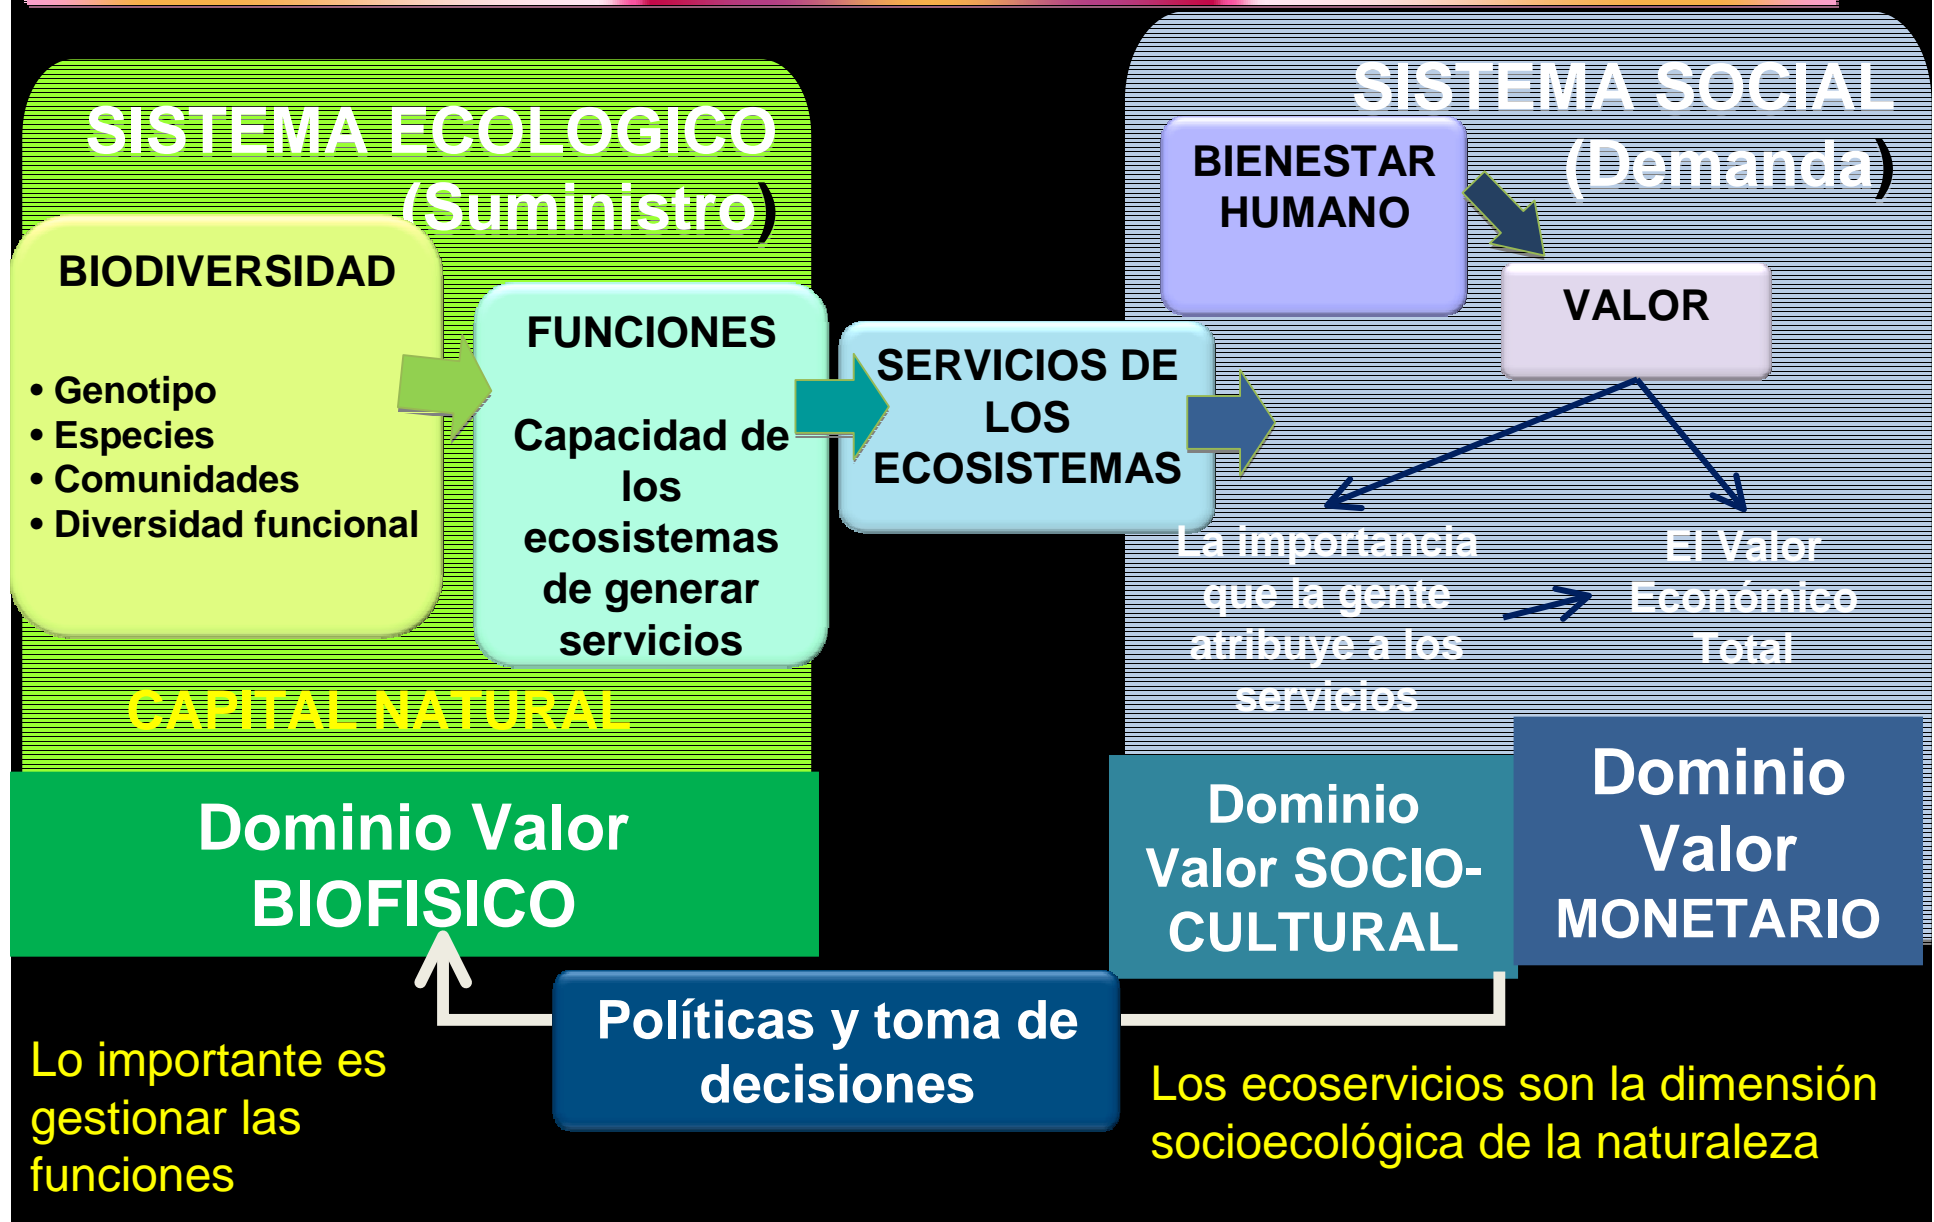 SISTEMA ECOLOGICO
(Suministro)
BIODIVERSIDAD
• Genotipo
• Especies
• Comunidades
• Diversidad funcional
FUNCIONES
Capacidad de
los
ecosistemas
de generar
servicios
CAPITAL NATURAL
Dominio Valor
BIOFISICO
SERVICIOS DE
LOS
ECOSISTEMAS
SISTEMA SOCIAL
(Demanda)
BIENESTAR
HUMANO
VALOR
La importancia
que la gente
atribuye a los
servicios
El Valor
Económico
Total
Dominio
Valor SOCIO-
CULTURAL
Dominio
Valor
MONETARIO
Políticas y toma de
decisiones
Lo importante es
gestionar las
funciones
Los ecoservicios son la dimensión
socioecológica de la naturaleza